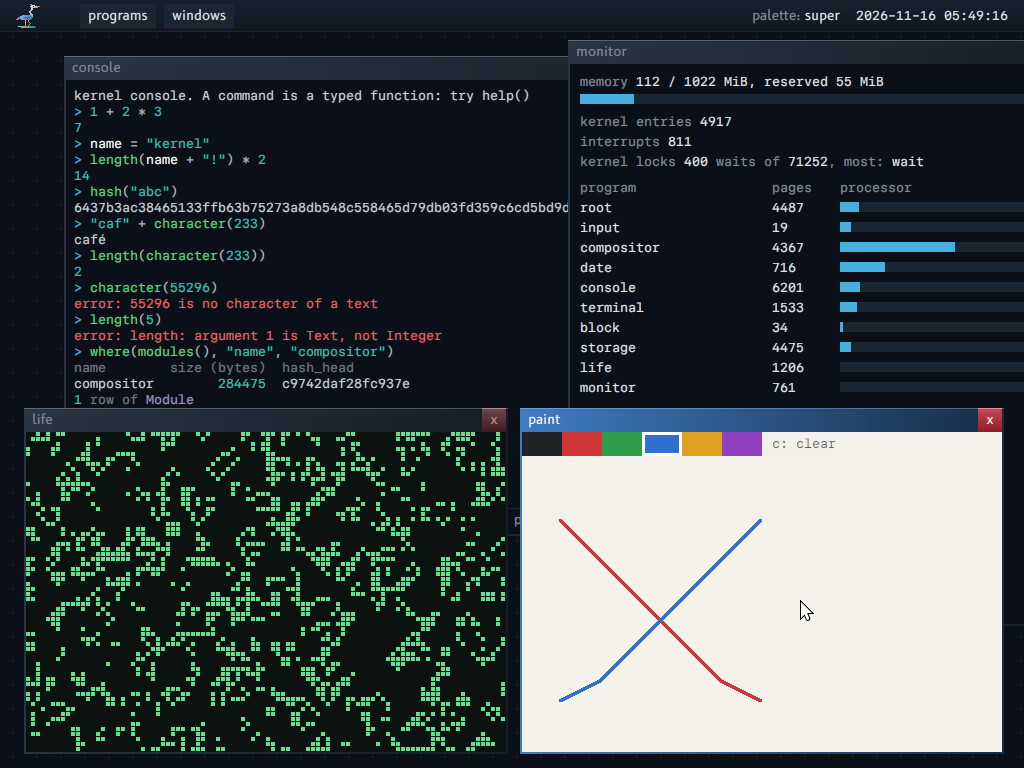 programs windows palette: super 2026-11-16 05:49:16
console
kernel console. A command is a typed function: try help()
> 1 + 2 * 3
7
> name = "kernel"
> length(name + "!") * 2
14
> hash("abc")
6437b3ac38465133ffb63b75273a8db548c558465d79db03fd359c6cd5bd9d
> "caf" + character(233)
café
> length(character(233))
2
> character(55296)
error: 55296 is no character of a text
> length(5)
error: length: argument 1 is Text, not Integer
> where(modules(), "name", "compositor")
name size (bytes) hash_head
compositor 284475 c9742daf28fc937e
1 row of Module
monitor
memory 112 / 1022 MiB, reserved 55 MiB
kernel entries 4917
interrupts 811
kernel locks 400 waits of 71252, most: wait
program pages processor
root 4487
input 19
compositor 4367
date 716
console 6201
terminal 1533
block 34
storage 4475
life 1206
monitor 761
life x
paint x
c: clear